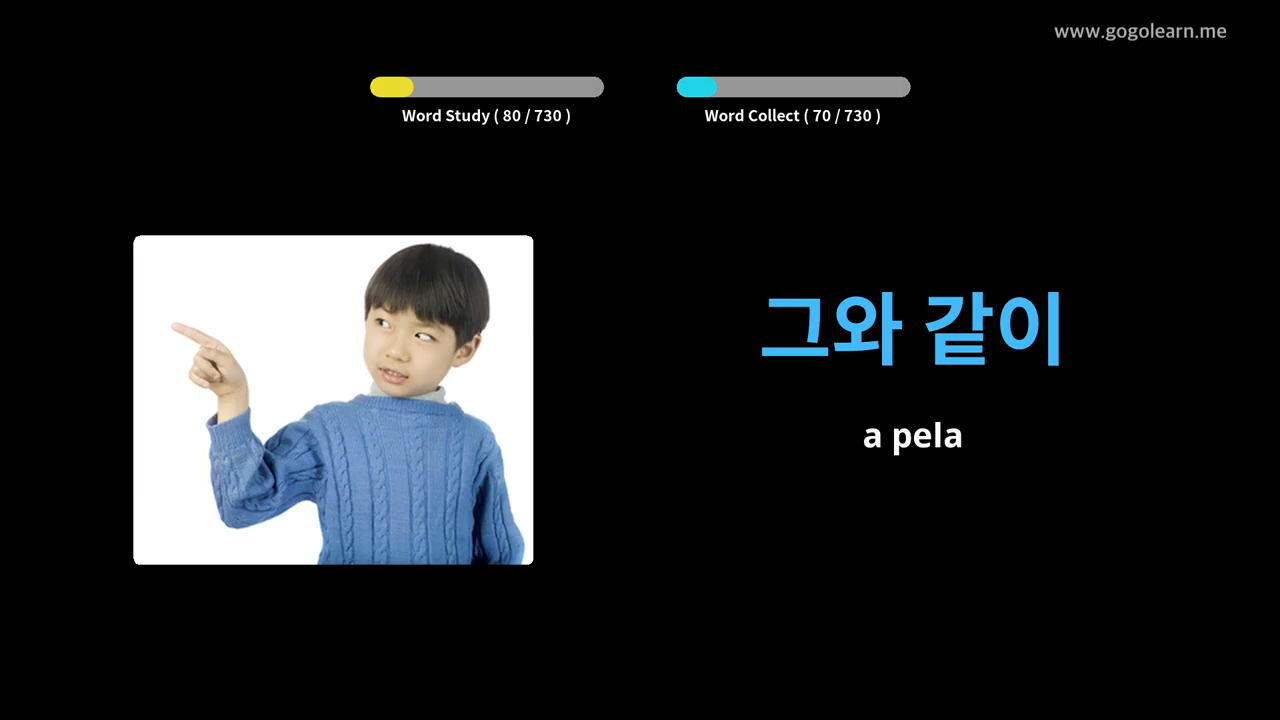 www.gogolearn.me
Word Study ( 80 / 730 )
Word Collect ( 70 / 730 )
그와 같이
a pela